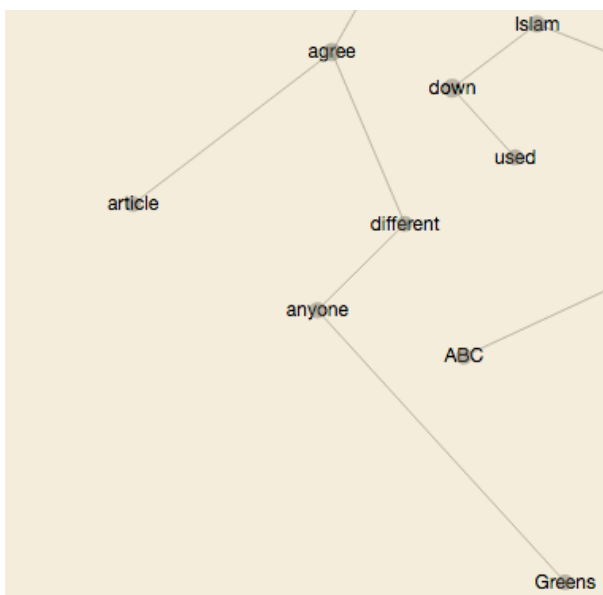 Islam
agree
down
used
article
different
anyone
ABC
Greens